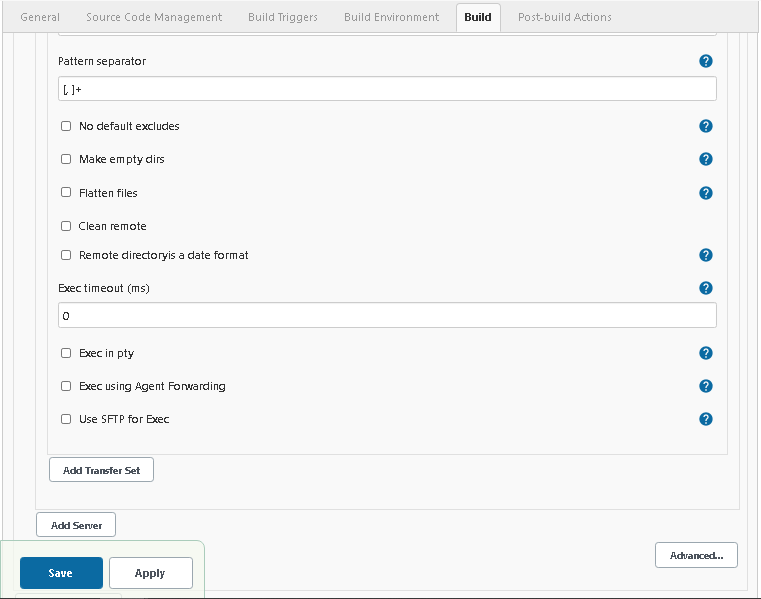 General Source Code Management Build Triggers Build Environment Build Post-build Actions
Pattern separator ?
[, ]+
No default excludes ?
Make empty dirs ?
Flatten files ?
Clean remote
Remote directoryis a date format ?
Exec timeout (ms) ?
0
Exec in pty ?
Exec using Agent Forwarding ?
Use SFTP for Exec ?
Add Transfer Set
Add Server
Advanced...
Save Apply